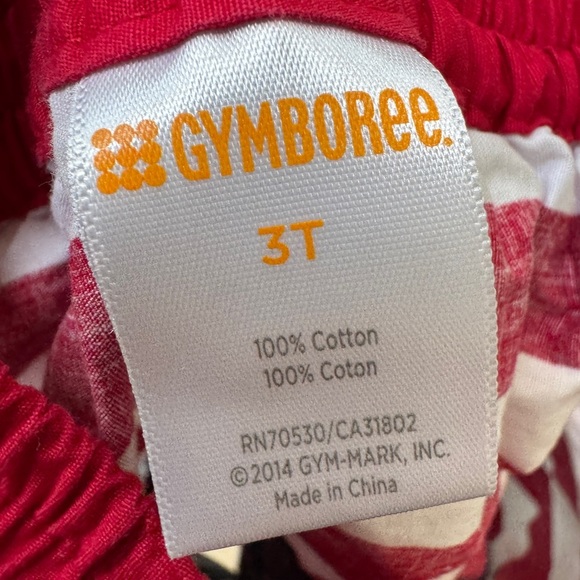 GYMBOREE.
3T
100% Cotton
100% Coton
RN70530/CA31802
©2014 GYM-MARK, INC.
Made in China